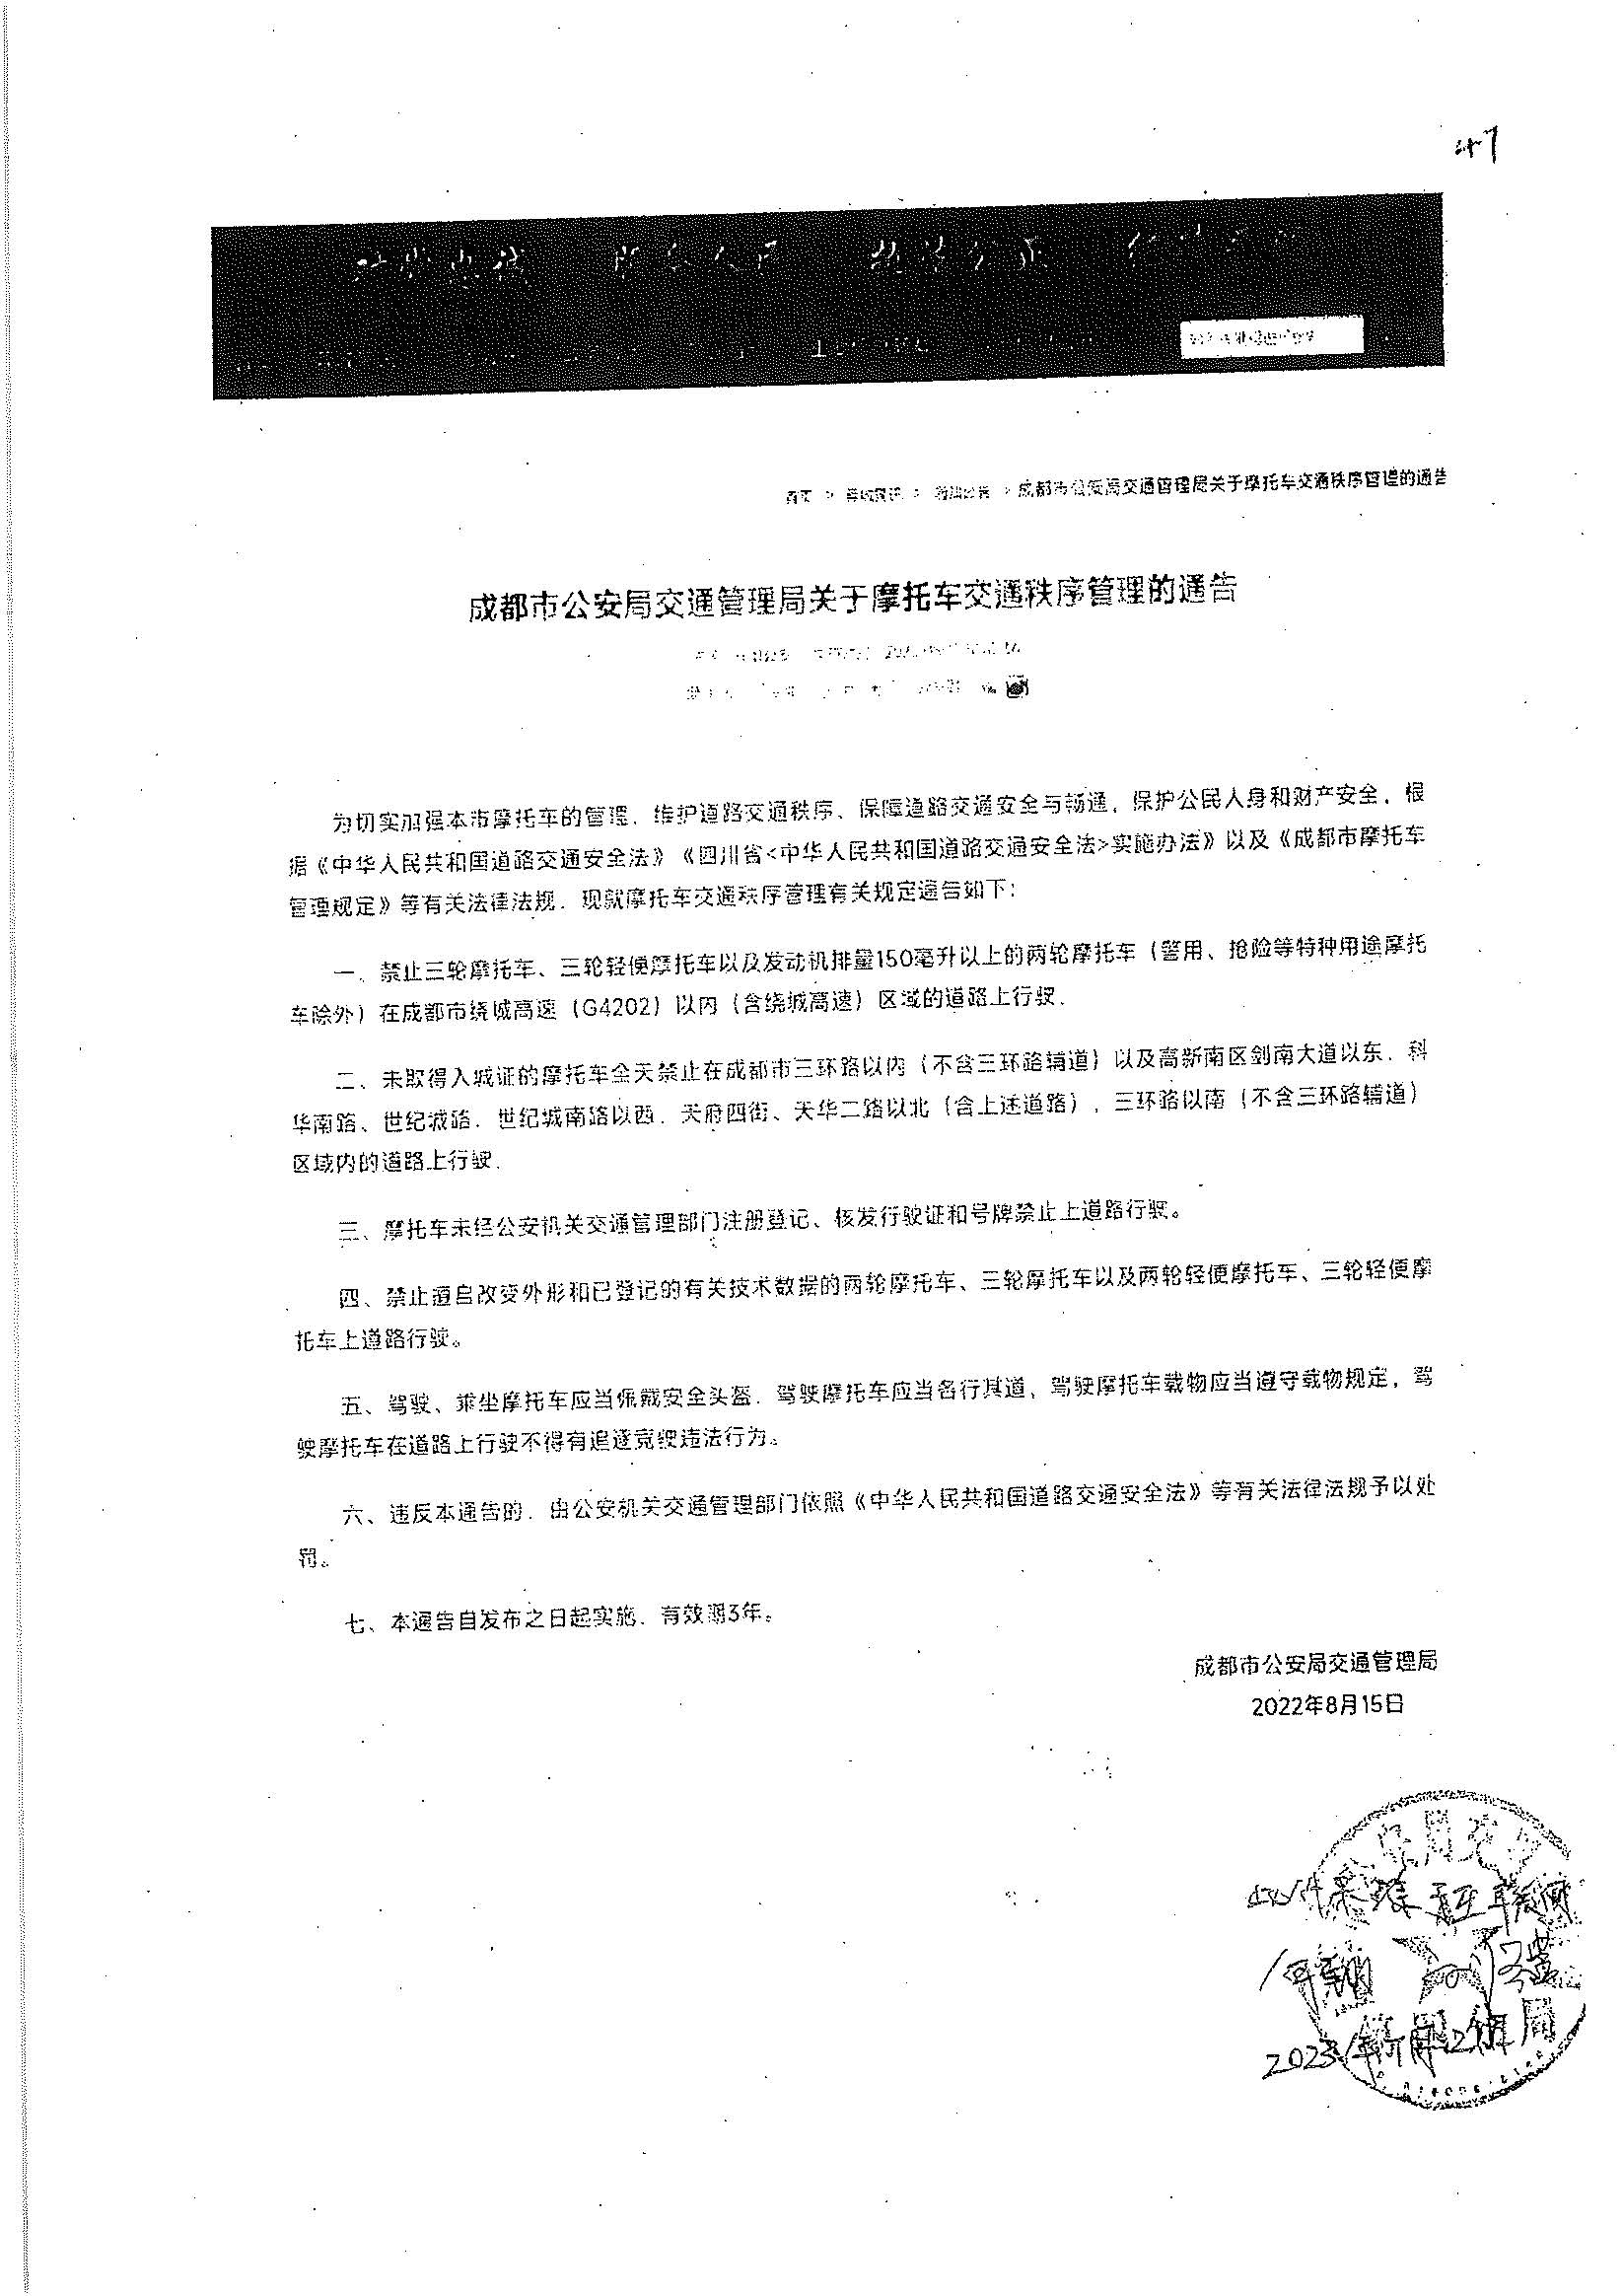 47
对党忠诚 服务人民 执法公正
首页 > > > 成都市公安局交通管理局关于摩托车交通秩序管理的通告
成都市公安局交通管理局关于摩托车交通秩序管理的通告
为切实加强本市摩托车的管理，维护道路交通秩序、保障道路交通安全与畅通，保护公民人身和财产安全，根
据《中华人民共和国道路交通安全法》《四川省<中华人民共和国道路交通安全法>实施办法》以及《成都市摩托车
管理规定》等有关法律法规，现就摩托车交通秩序管理有关规定通告如下：
一、禁止三轮摩托车、三轮轻便摩托车以及发动机排量150毫升以上的两轮摩托车（警用、抢险等特种用途摩托
车除外）在成都市绕城高速（G4202）以内（含绕城高速）区域的道路上行驶．
二、未取得入城证的摩托车全天禁止在成都市三环路以内（不含三环路辅道）以及高新南区剑南大道以东、科
华南路、世纪城路、世纪城南路以西、天府四街、天华二路以北（含上述道路），三环路以南（不含三环路辅道）
区域内的道路上行驶．
三、摩托车未经公安机关交通管理部门注册登记、核发行驶证和号牌禁止上道路行驶。
四、禁止擅自改变外形和已登记的有关技术数据的两轮摩托车、三轮摩托车以及两轮轻便摩托车、三轮轻便摩
托车上道路行驶。
五、驾驶、乘坐摩托车应当佩戴安全头盔．驾驶摩托车应当各行其道，驾驶摩托车载物应当遵守载物规定，驾
驶摩托车在道路上行驶不得有追逐竞驶违法行为。
六、违反本通告的，由公安机关交通管理部门依照《中华人民共和国道路交通安全法》等有关法律法规予以处
罚。
七、本通告自发布之日起实施，有效期3年。
成都市公安局交通管理局
2022年8月15日